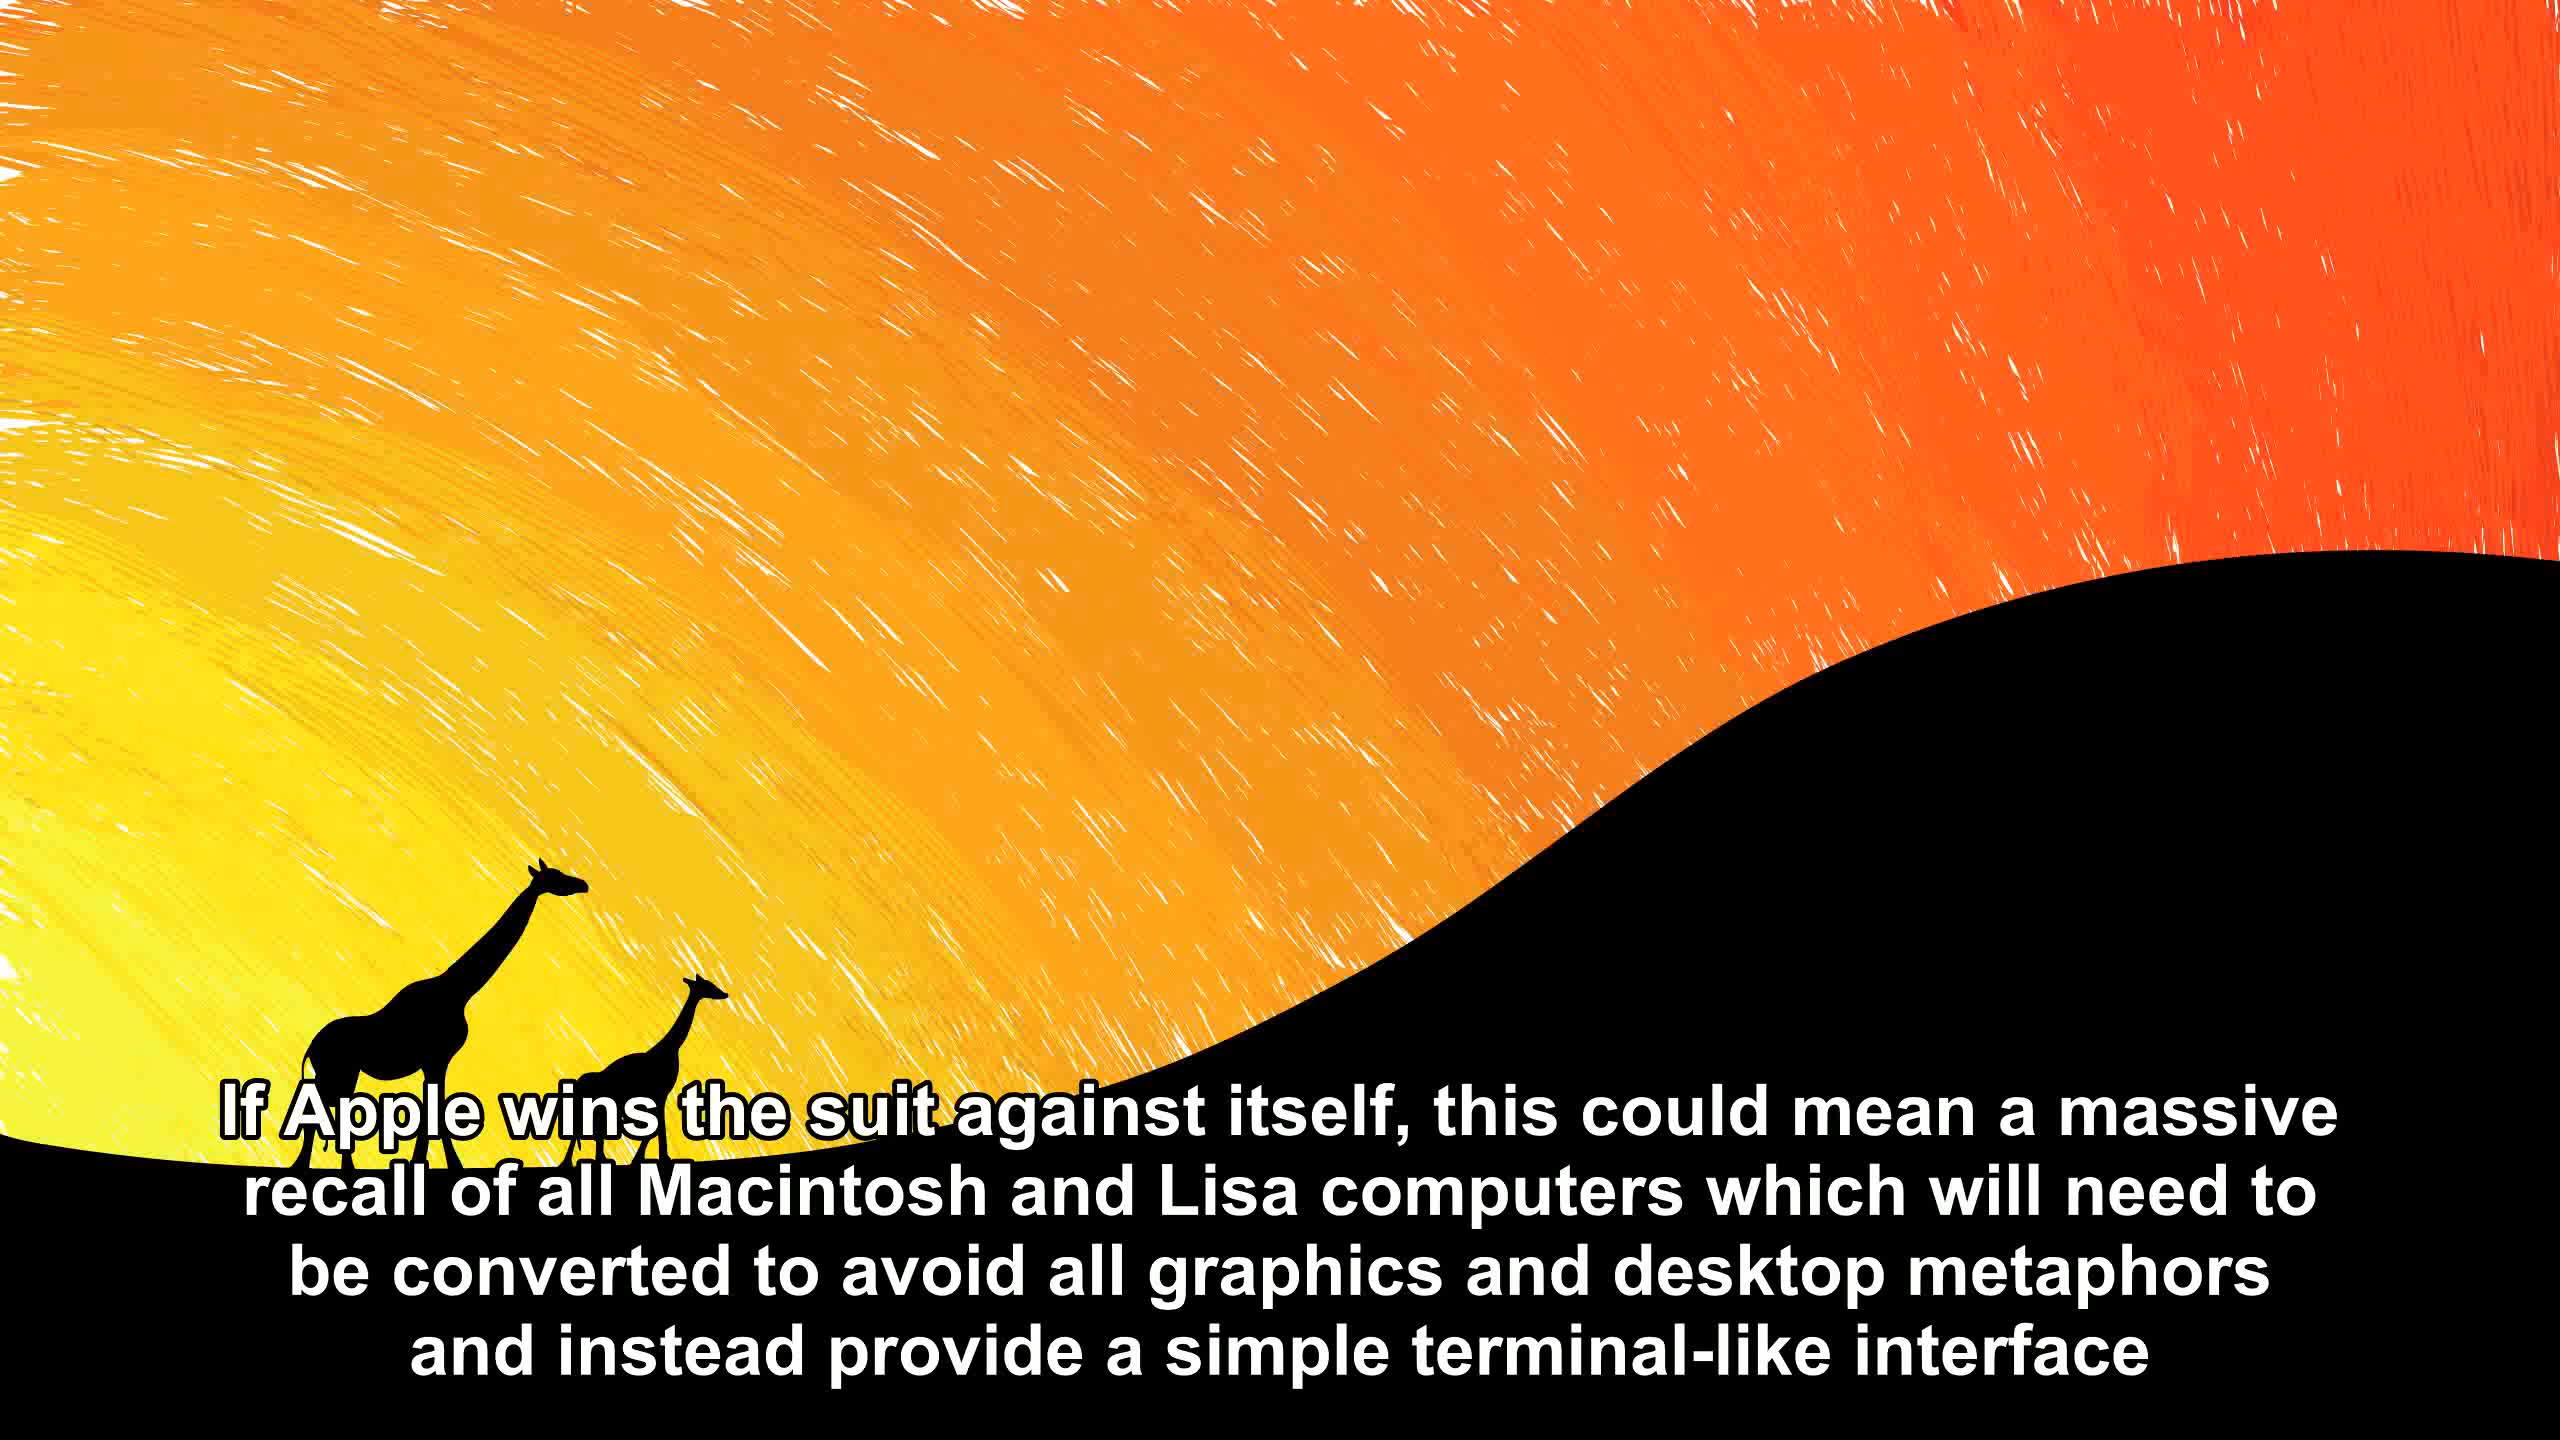 If Apple wins the suit against itself, this could mean a massive
recall of all Macintosh and Lisa computers which will need to
be converted to avoid all graphics and desktop metaphors
and instead provide a simple terminal-like interface